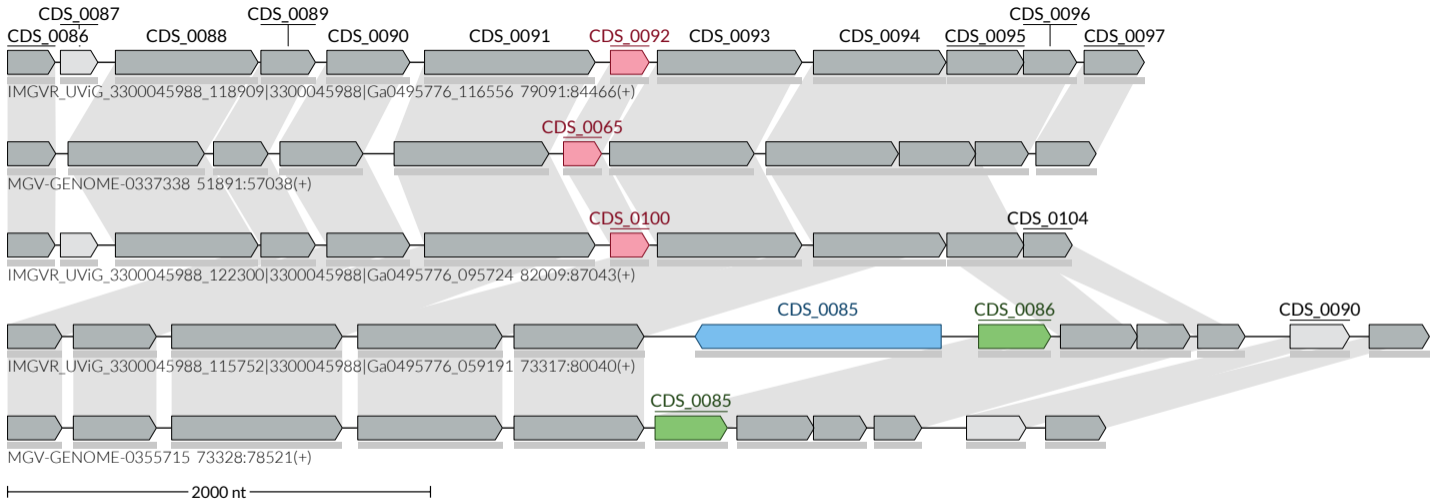 CDS_0087 CDS_0089 CDS_0096
CDS_0086 CDS_0088 CDS_0090 CDS_0091 CDS_0092 CDS_0093 CDS_0094 CDS_0095 CDS_0097
IMGVR_UViG_3300045988_118909|3300045988|Ga0495776_116556 79091:84466(+)
CDS_0065
MGV-GENOME-0337338 51891:57038(+)
CDS_0100 CDS_0104
IMGVR_UViG_3300045988_122300|3300045988|Ga0495776_095724 82009:87043(+)
CDS_0085 CDS_0086 CDS_0090
IMGVR_UViG_3300045988_115752|3300045988|Ga0495776_059191 73317:80040(+)
CDS_0085
MGV-GENOME-0355715 73328:78521(+)
2000 nt